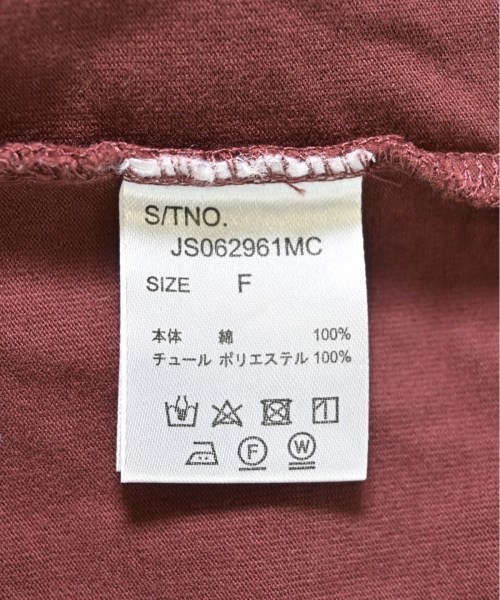 S/TNO.
JS062961MC
SIZE F
本体 綿 100%
チュール ポリエステル 100%
F W